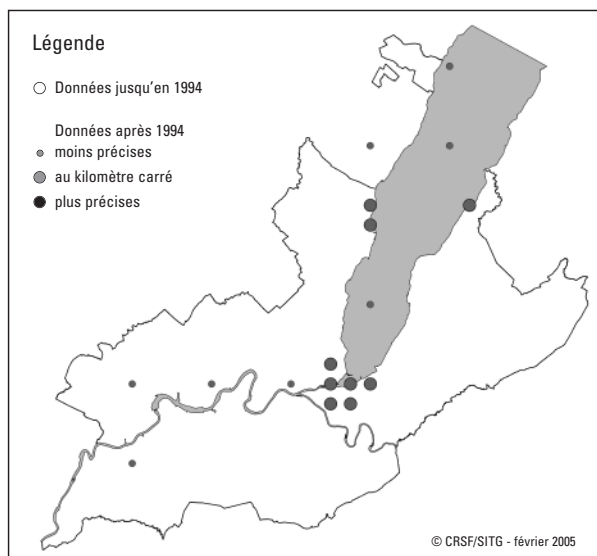 Légende
Données jusqu'en 1994
Données après 1994
moins précises
au kilomètre carré
plus précises
© CRSF/SITG - février 2005